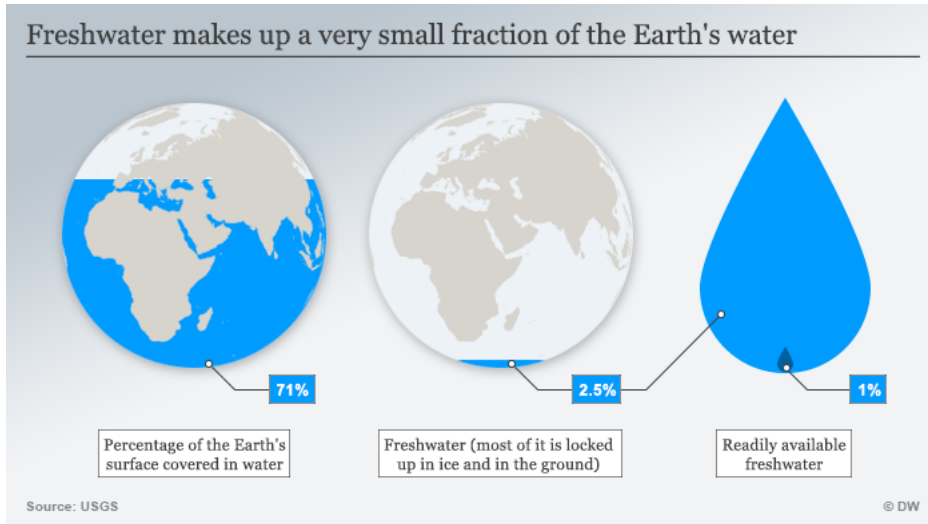 Freshwater makes up a very small fraction of the Earth's water
71%
2.5%
1%
Percentage of the Earth's
surface covered in water
Freshwater (most of it is locked
up in ice and in the ground)
Readily available
freshwater
Source: USGS
© DW